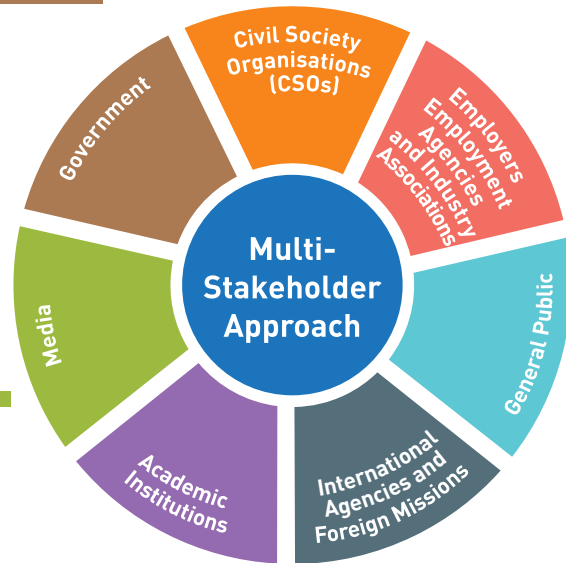 Multi-
Stakeholder
Approach
Civil Society
Organisations
(CSOs)
Employers
Employment
Agencies
and Industry
Associations
General Public
International
Agencies and
Foreign Missions
Academic
Institutions
Media
Government